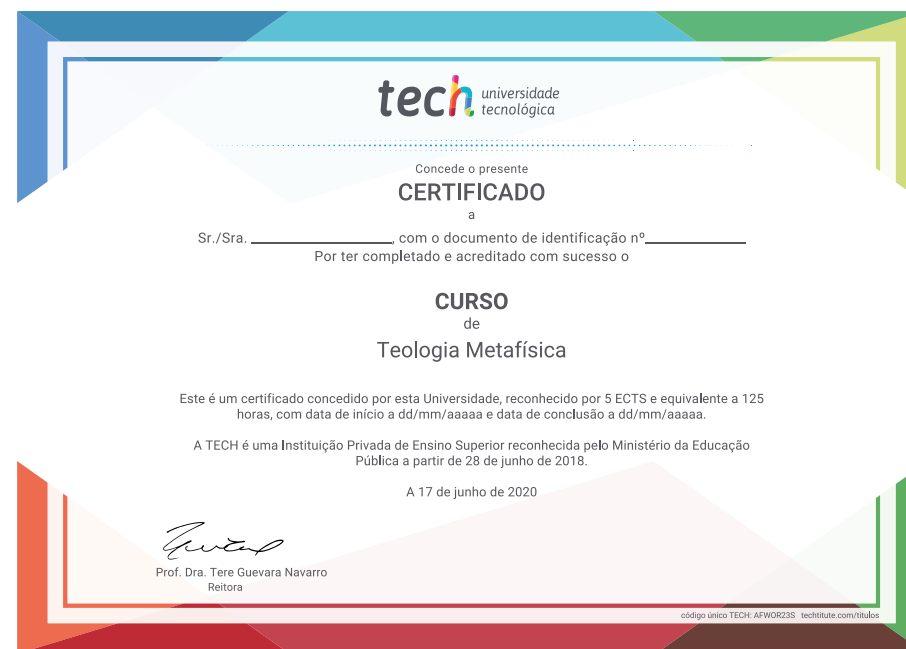 tech universidade
tecnológica
Concede o presente
CERTIFICADO
a
Sr./Sra. ____________________, com o documento de identificação nº______________
Por ter completado e acreditado com sucesso o
CURSO
de
Teologia Metafísica
Este é um certificado concedido por esta Universidade, reconhecido por 5 ECTS e equivalente a 125
horas, com data de início a dd/mm/aaaaa e data de conclusão a dd/mm/aaaaa.
A TECH é uma Instituição Privada de Ensino Superior reconhecida pelo Ministério da Educação
Pública a partir de 28 de junho de 2018.
A 17 de junho de 2020
Prof. Dra. Tere Guevara Navarro
Reitora
código único TECH: AFWOR23S techtitute.com/titulos